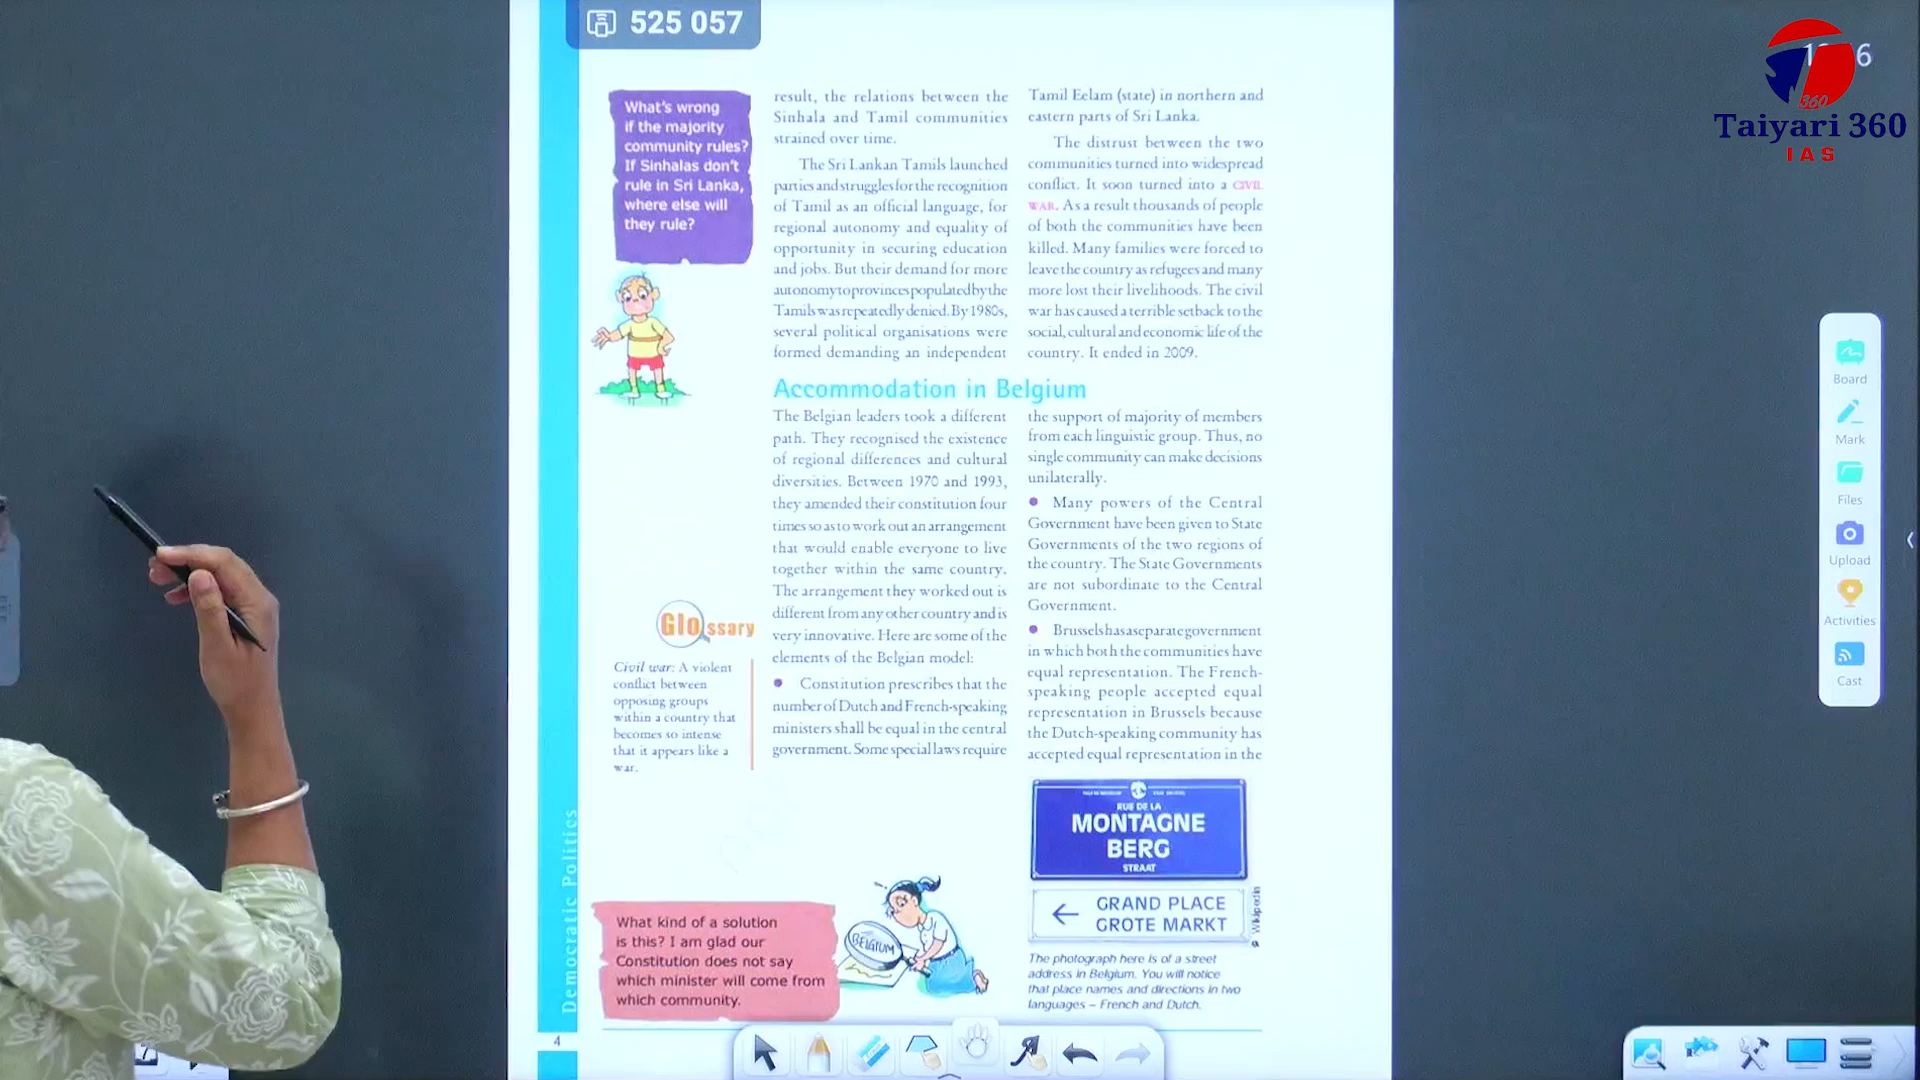 525 057
360
Taiyari 360
IAS
What's wrong
if the majority
community rules?
If Sinhalas don't
rule in Sri Lanka,
where else will
they rule?
result, the relations between the
Sinhala and Tamil communities
strained over time.
The Sri Lankan Tamils launched
parties and struggles for the recognition
of Tamil as an official language, for
regional autonomy and equality of
opportunity in securing education
and jobs. But their demand for more
autonomy to provinces populated by the
Tamils was repeatedly denied. By 1980s,
several political organisations were
formed demanding an independent
Tamil Eelam (state) in northern and
eastern parts of Sri Lanka.
The distrust between the two
communities turned into widespread
conflict. It soon turned into a CIVIL
WAR. As a result thousands of people
of both the communities have been
killed. Many families were forced to
leave the country as refugees and many
more lost their livelihoods. The civil
war has caused a terrible setback to the
social, cultural and economic life of the
country. It ended in 2009.
Accommodation in Belgium
The Belgian leaders took a different
path. They recognised the existence
of regional differences and cultural
diversities. Between 1970 and 1993,
they amended their constitution four
times so as to work out an arrangement
that would enable everyone to live
together within the same country.
The arrangement they worked out is
different from any other country and is
very innovative. Here are some of the
elements of the Belgian model:
● Constitution prescribes that the
number of Dutch and French-speaking
ministers shall be equal in the central
government. Some special laws require
the support of majority of members
from each linguistic group. Thus, no
single community can make decisions
unilaterally.
● Many powers of the Central
Government have been given to State
Governments of the two regions of
the country. The State Governments
are not subordinate to the Central
Government.
● Brussels has a separate government
in which both the communities have
equal representation. The French-
speaking people accepted equal
representation in Brussels because
the Dutch-speaking community has
accepted equal representation in the
Glossary
Civil war: A violent
conflict between
opposing groups
within a country that
becomes so intense
that it appears like a
war.
RUE DE LA
MONTAGNE
BERG
STRAAT
← GRAND PLACE
GROTE MARKT
© Wikipedia
The photograph here is of a street
address in Belgium. You will notice
that place names and directions in two
languages – French and Dutch.
What kind of a solution
is this? I am glad our
Constitution does not say
which minister will come from
which community.
BELGIUM
Democratic Politics
4
Board
Mark
Files
Upload
Activities
Cast